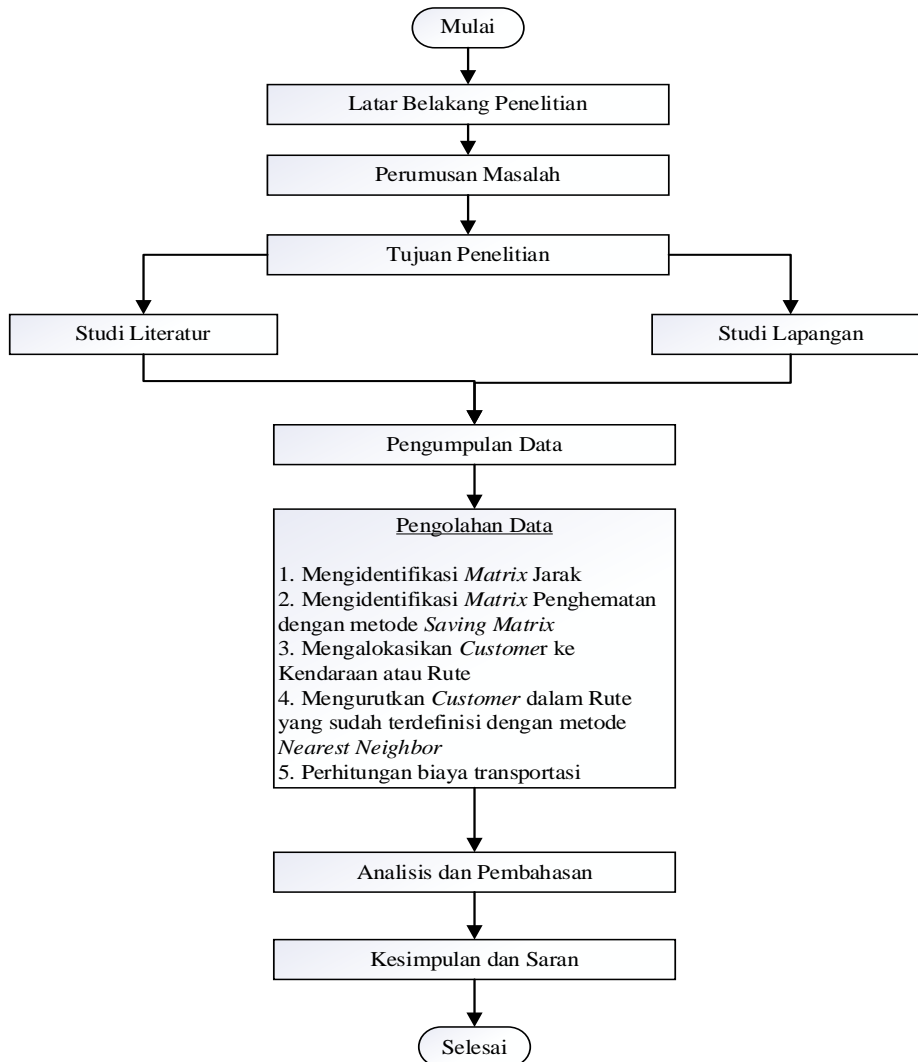 Mulai
Latar Belakang Penelitian
Perumusan Masalah
Tujuan Penelitian
Studi Literatur
Studi Lapangan
Pengumpulan Data
Pengolahan Data
1. Mengidentifikasi Matrix Jarak
2. Mengidentifikasi Matrix Penghematan
dengan metode Saving Matrix
3. Mengalokasikan Customer ke
Kendaraan atau Rute
4. Mengurutkan Customer dalam Rute
yang sudah terdefinisi dengan metode
Nearest Neighbor
5. Perhitungan biaya transportasi
Analisis dan Pembahasan
Kesimpulan dan Saran
Selesai